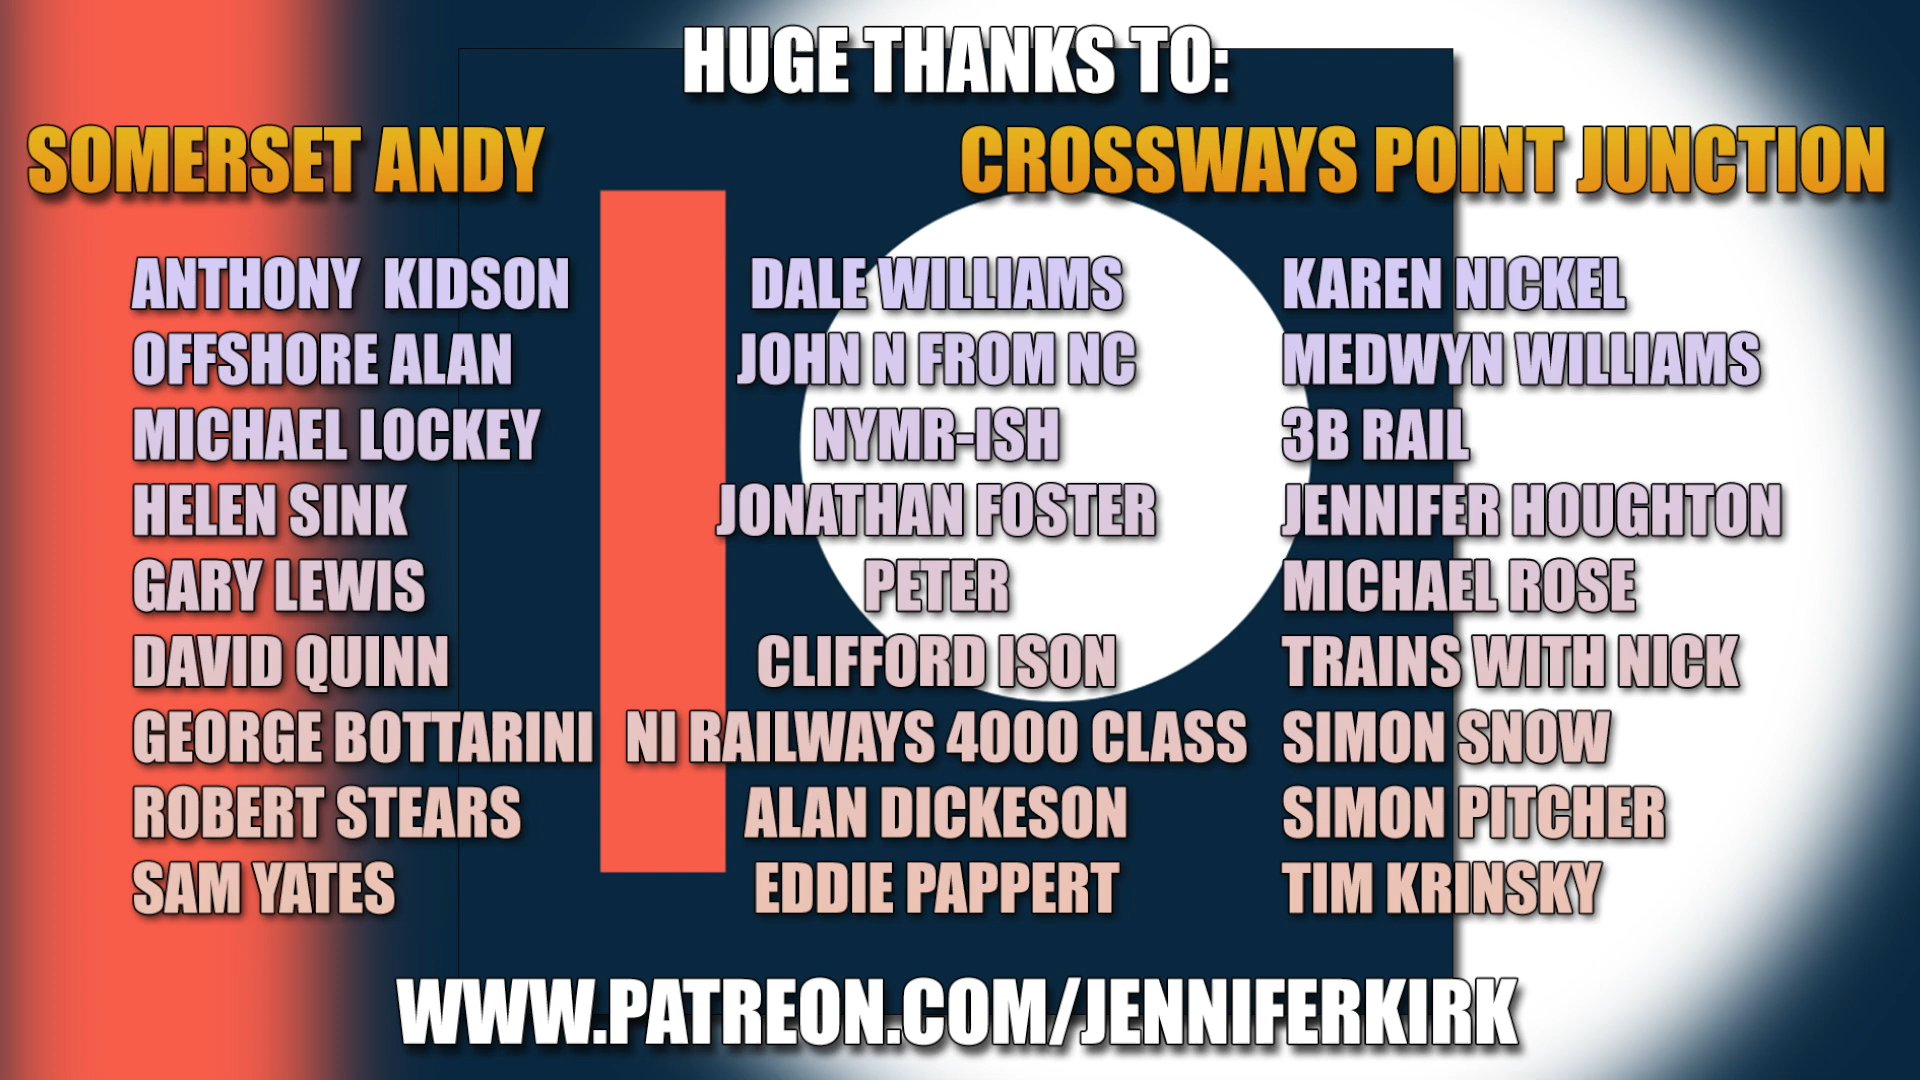 HUGE THANKS TO:
SOMERSET ANDY CROSSWAYS POINT JUNCTION
ANTHONY KIDSON DALE WILLIAMS KAREN NICKEL
OFFSHORE ALAN JOHN N FROM NC MEDWYN WILLIAMS
MICHAEL LOCKEY NYMR-ISH 3B RAIL
HELEN SINK JONATHAN FOSTER JENNIFER HOUGHTON
GARY LEWIS PETER MICHAEL ROSE
DAVID QUINN CLIFFORD ISON TRAINS WITH NICK
GEORGE BOTTARINI NI RAILWAYS 4000 CLASS SIMON SNOW
ROBERT STEARS ALAN DICKESON SIMON PITCHER
SAM YATES EDDIE PAPPERT TIM KRINSKY
WWW.PATREON.COM/JENNIFERKIRK